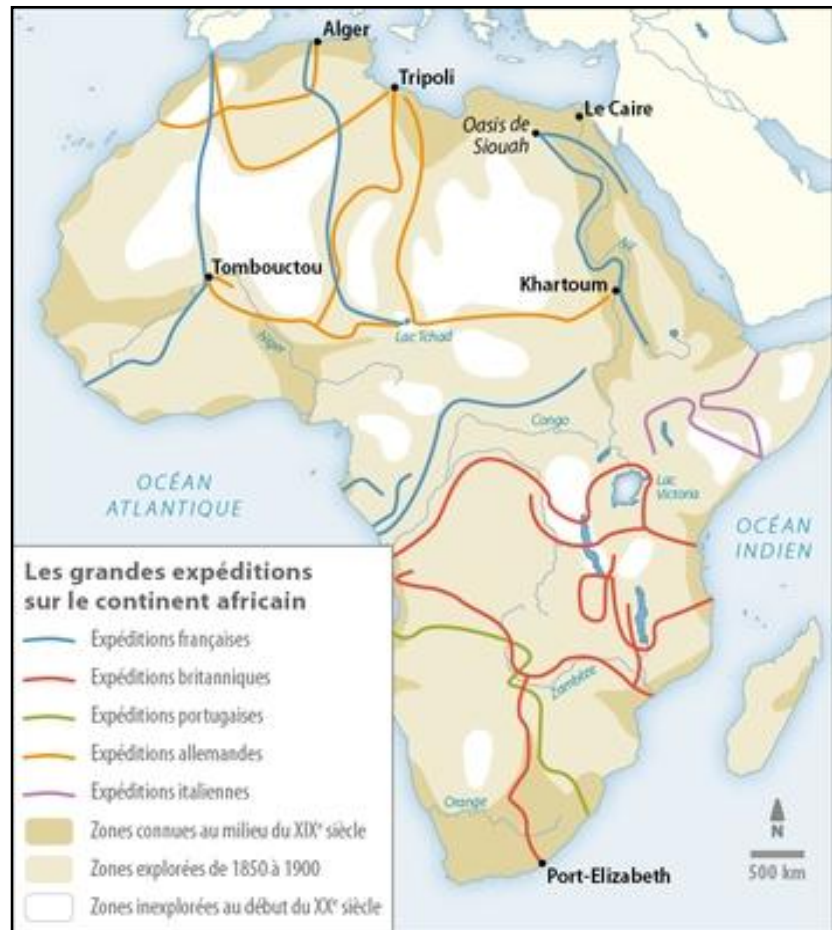 Alger
Tripoli
Le Caire
Oasis de
Siouah
Nil
Tombouctou
Khartoum
Niger
Lac Tchad
Congo
Lac
Victoria
OCÉAN
ATLANTIQUE
OCÉAN
INDIEN
Zambèze
Orange
Port-Elizabeth
N
500 km
Les grandes expéditions
sur le continent africain
Expéditions françaises
Expéditions britanniques
Expéditions portugaises
Expéditions allemandes
Expéditions italiennes
Zones connues au milieu du XIXe siècle
Zones explorées de 1850 à 1900
Zones inexplorées au début du XXe siècle